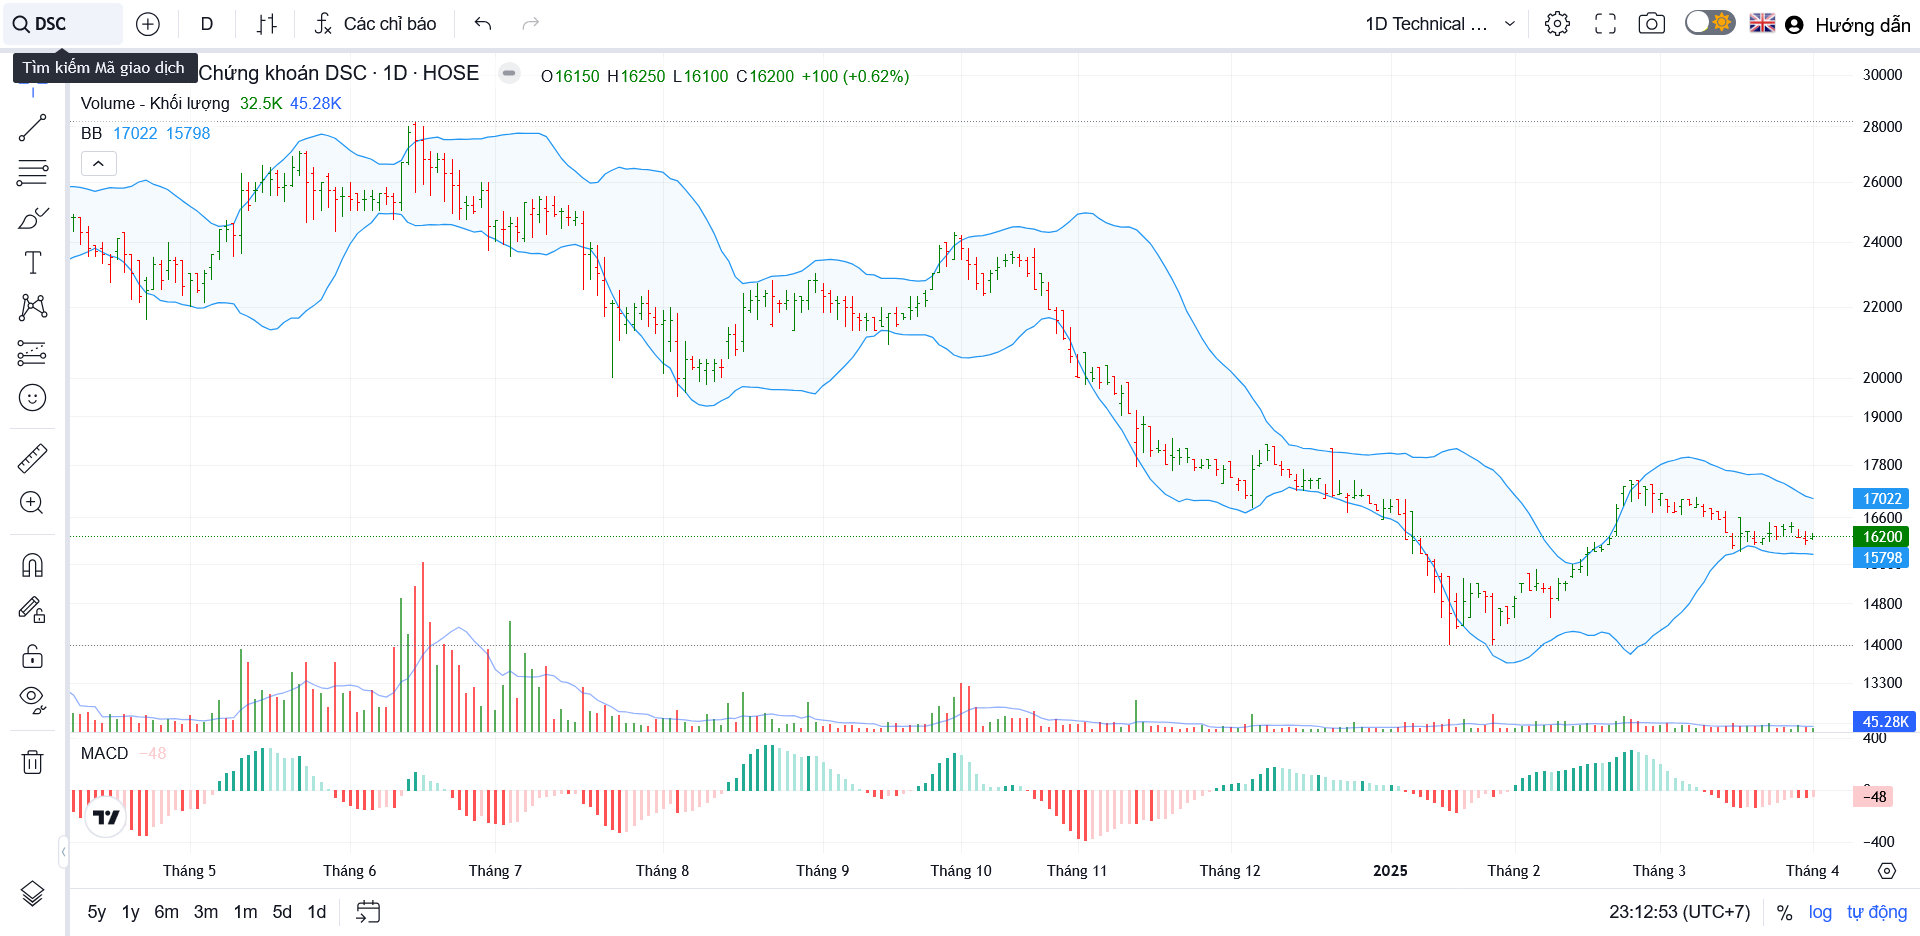 DSC
D
Các chỉ báo
1D Technical ...
Hướng dẫn
Tìm kiếm Mã giao dịch
Chứng khoán DSC · 1D · HOSE
O16150 H16250 L16100 C16200 +100 (+0.62%)
Volume - Khối lượng 32.5K 45.28K
BB 17022 15798
30000
28000
26000
24000
22000
20000
19000
17800
17022
16600
16200
15798
14800
14000
13300
45.28K
400
MACD −48
−48
−400
Tháng 5 Tháng 6 Tháng 7 Tháng 8 Tháng 9 Tháng 10 Tháng 11 Tháng 12 2025 Tháng 2 Tháng 3 Tháng 4
5y 1y 6m 3m 1m 5d 1d
23:12:53 (UTC+7) % log tự động